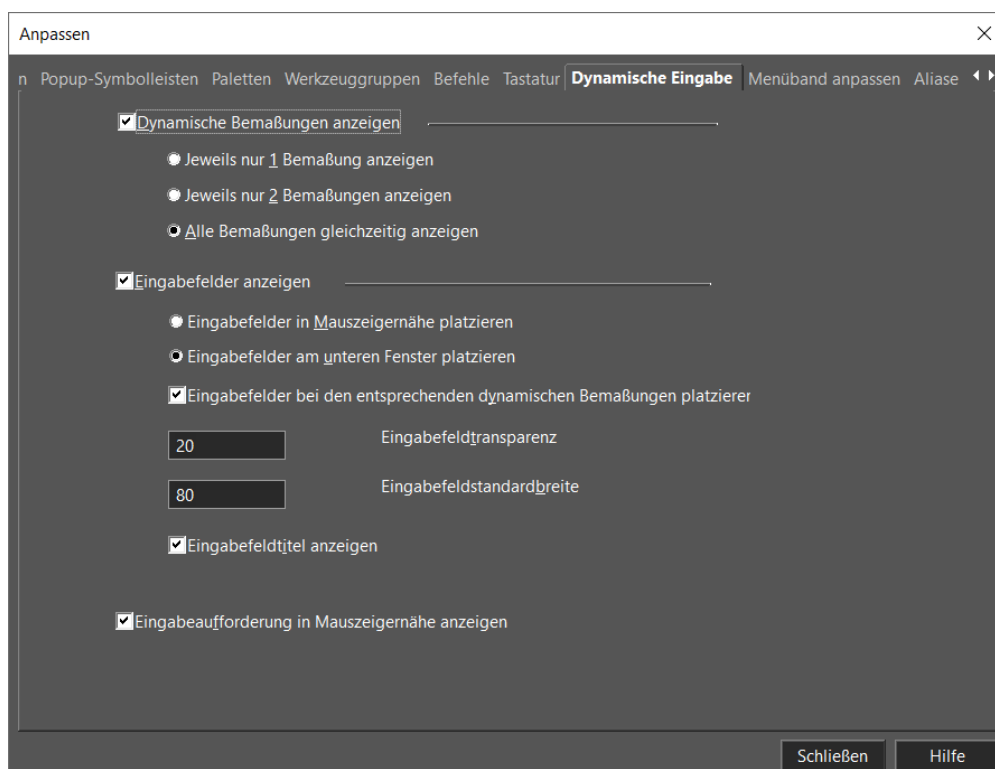 Anpassen
n Popup-Symbolleisten Paletten Werkzeuggruppen Befehle Tastatur Dynamische Eingabe Menüband anpassen Aliase
Dynamische Bemaßungen anzeigen
Jeweils nur 1 Bemaßung anzeigen
Jeweils nur 2 Bemaßungen anzeigen
Alle Bemaßungen gleichzeitig anzeigen
Eingabefelder anzeigen
Eingabefelder in Mauszeigernähe platzieren
Eingabefelder am unteren Fenster platzieren
Eingabefelder bei den entsprechenden dynamischen Bemaßungen platzierer
20 Eingabefeldtransparenz
80 Eingabefeldstandardbreite
Eingabefeldtitel anzeigen
Eingabeaufforderung in Mauszeigernähe anzeigen
Schließen Hilfe